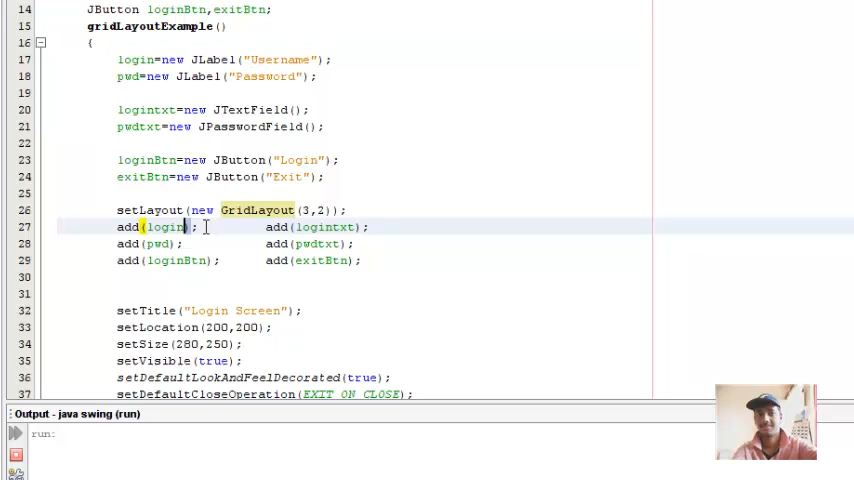 14 JButton loginBtn,exitBtn;
15 gridLayoutExample()
16 {
17 login=new JLabel("Username");
18 pwd=new JLabel("Password");
19
20 logintxt=new JTextField();
21 pwdtxt=new JPasswordField();
22
23 loginBtn=new JButton("Login");
24 exitBtn=new JButton("Exit");
25
26 setLayout(new GridLayout(3,2));
27 add(login); add(logintxt);
28 add(pwd); add(pwdtxt);
29 add(loginBtn); add(exitBtn);
30
31
32 setTitle("Login Screen");
33 setLocation(200,200);
34 setSize(280,250);
35 setVisible(true);
36 setDefaultLookAndFeelDecorated(true);
37 setDefaultCloseOperation(EXIT_ON_CLOSE);
Output - java swing (run)
run: